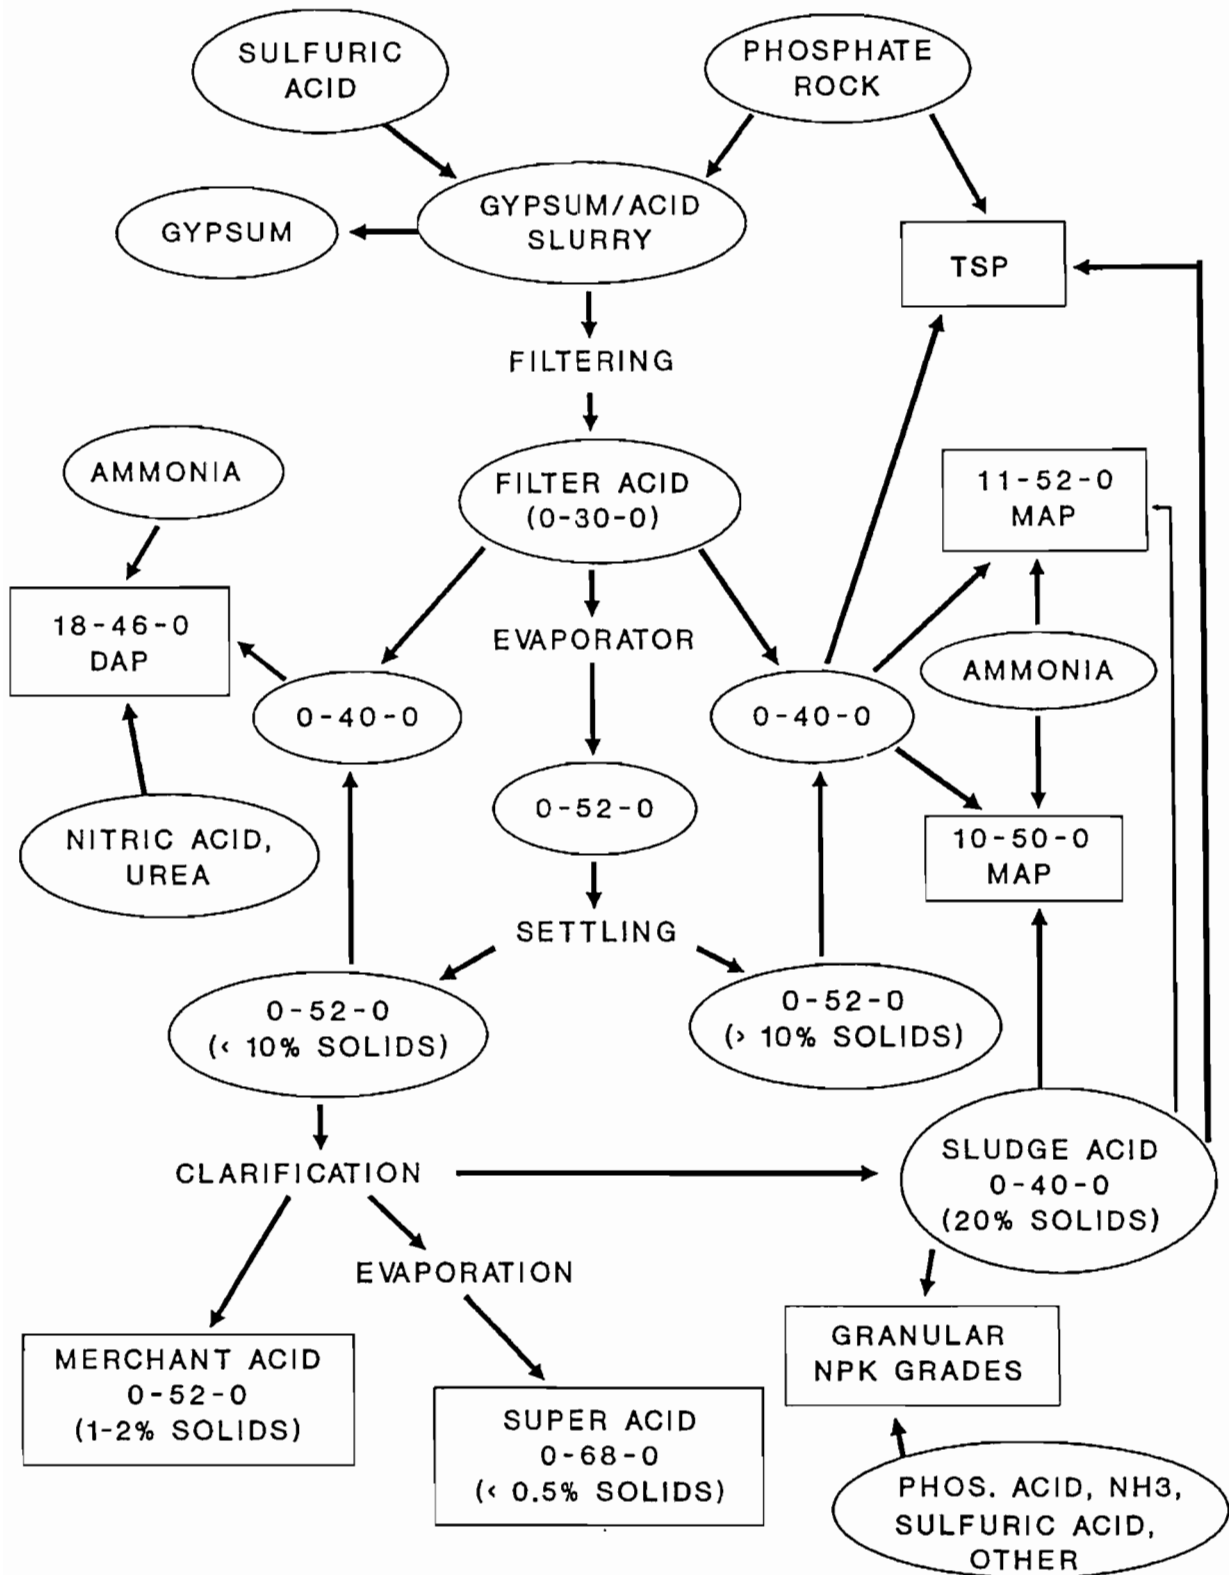 SULFURIC
ACID
PHOSPHATE
ROCK
GYPSUM/ACID
SLURRY
GYPSUM
TSP
FILTERING
AMMONIA
FILTER ACID
(0-30-0)
11-52-0
MAP
18-46-0
DAP
EVAPORATOR
AMMONIA
0-40-0
0-40-0
0-52-0
NITRIC ACID,
UREA
10-50-0
MAP
SETTLING
0-52-0
(< 10% SOLIDS)
0-52-0
(> 10% SOLIDS)
CLARIFICATION
SLUDGE ACID
0-40-0
(20% SOLIDS)
EVAPORATION
MERCHANT ACID
0-52-0
(1-2% SOLIDS)
GRANULAR
NPK GRADES
SUPER ACID
0-68-0
(< 0.5% SOLIDS)
PHOS. ACID, NH3,
SULFURIC ACID,
OTHER